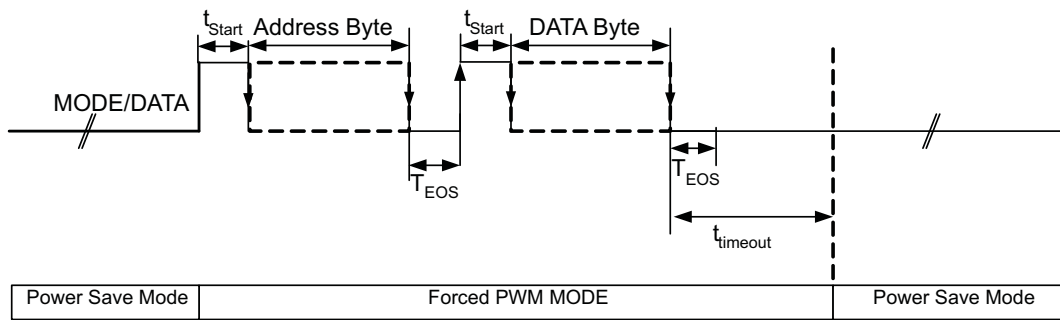 tStart Address Byte tStart DATA Byte
MODE/DATA
TEOS TEOS
ttimeout
Power Save Mode Forced PWM MODE Power Save Mode